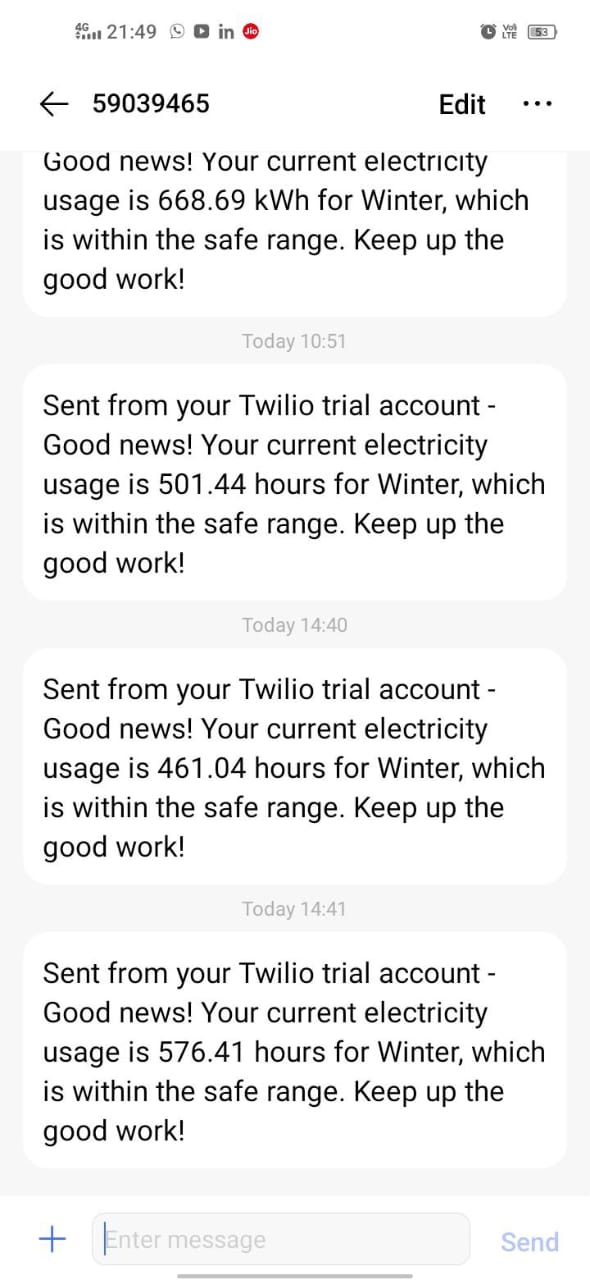 4G 21:49 in Jio Vo) LTE 53
59039465 Edit
Good news! Your current electricity
usage is 668.69 kWh for Winter, which
is within the safe range. Keep up the
good work!
Today 10:51
Sent from your Twilio trial account -
Good news! Your current electricity
usage is 501.44 hours for Winter, which
is within the safe range. Keep up the
good work!
Today 14:40
Sent from your Twilio trial account -
Good news! Your current electricity
usage is 461.04 hours for Winter, which
is within the safe range. Keep up the
good work!
Today 14:41
Sent from your Twilio trial account -
Good news! Your current electricity
usage is 576.41 hours for Winter, which
is within the safe range. Keep up the
good work!
Enter message Send